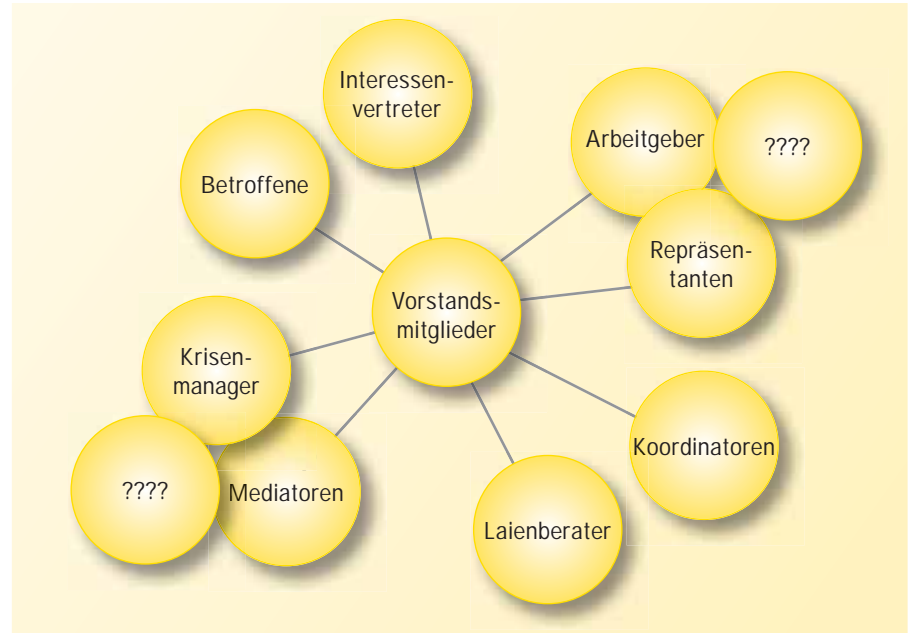 Interessen-
vertreter
Arbeitgeber
????
Betroffene
Repräsen-
tanten
Vorstands-
mitglieder
Krisen-
manager
Koordinatoren
????
Mediatoren
Laienberater